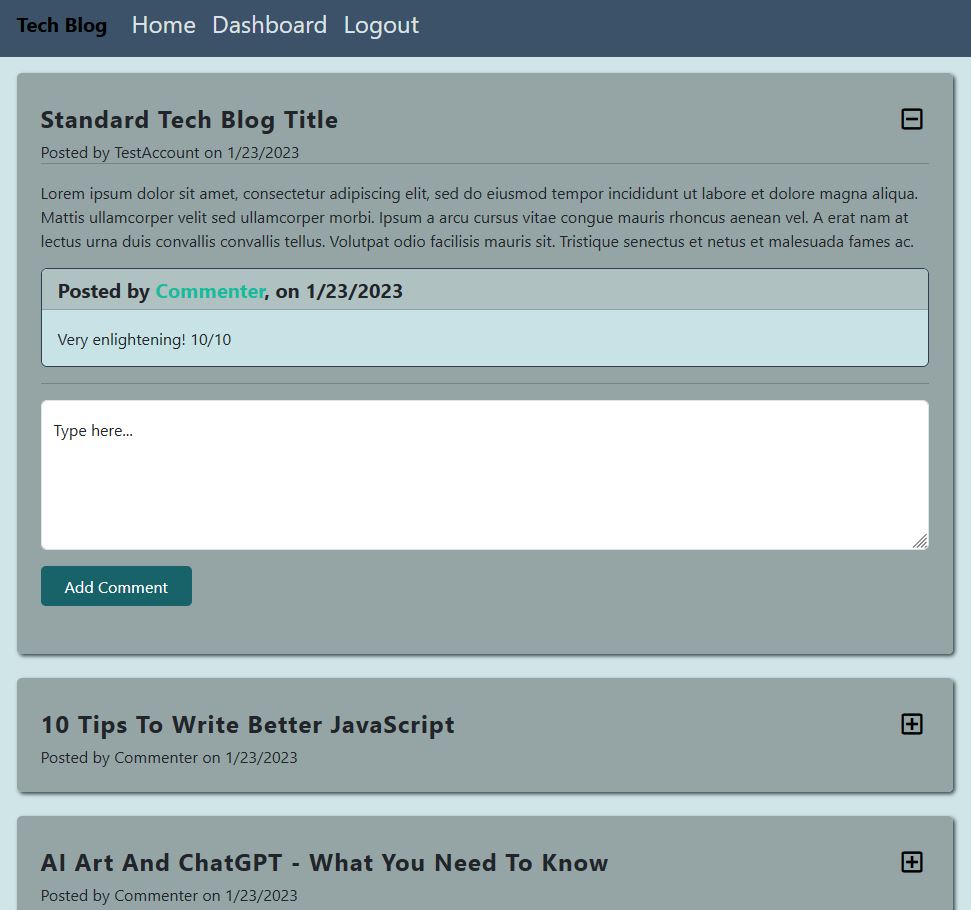 Tech Blog Home Dashboard Logout
Standard Tech Blog Title
Posted by TestAccount on 1/23/2023
Lorem ipsum dolor sit amet, consectetur adipiscing elit, sed do eiusmod tempor incididunt ut labore et dolore magna aliqua.
Mattis ullamcorper velit sed ullamcorper morbi. Ipsum a arcu cursus vitae congue mauris rhoncus aenean vel. A erat nam at
lectus urna duis convallis convallis tellus. Volutpat odio facilisis mauris sit. Tristique senectus et netus et malesuada fames ac.
Posted by Commenter, on 1/23/2023
Very enlightening! 10/10
Type here...
Add Comment
10 Tips To Write Better JavaScript
Posted by Commenter on 1/23/2023
AI Art And ChatGPT - What You Need To Know
Posted by Commenter on 1/23/2023